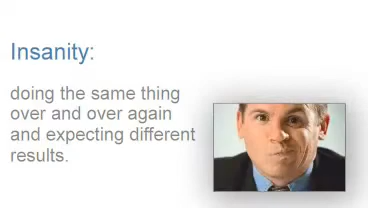 Insanity:
doing the same thing
over and over again
and expecting different
results.